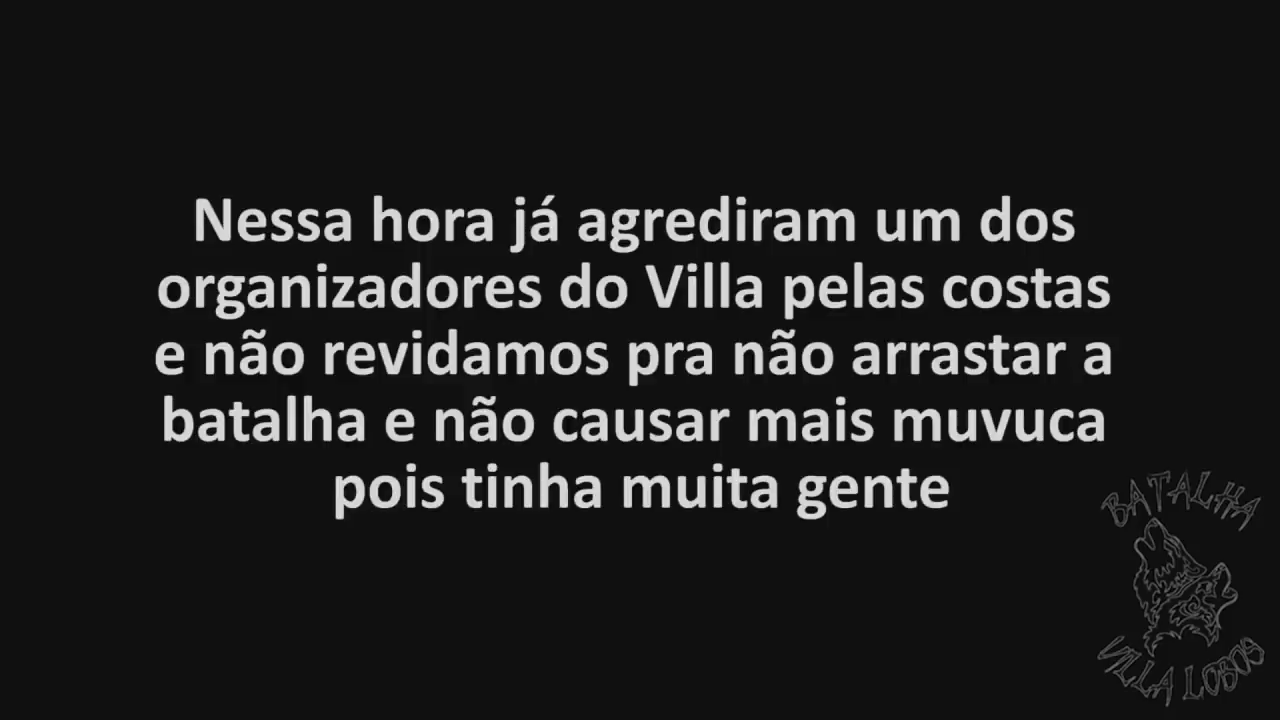 Nessa hora já agrediram um dos
organizadores do Villa pelas costas
e não revidamos pra não arrastar a
batalha e não causar mais muvuca
pois tinha muita gente
BATALHA
VILLA LOBOS